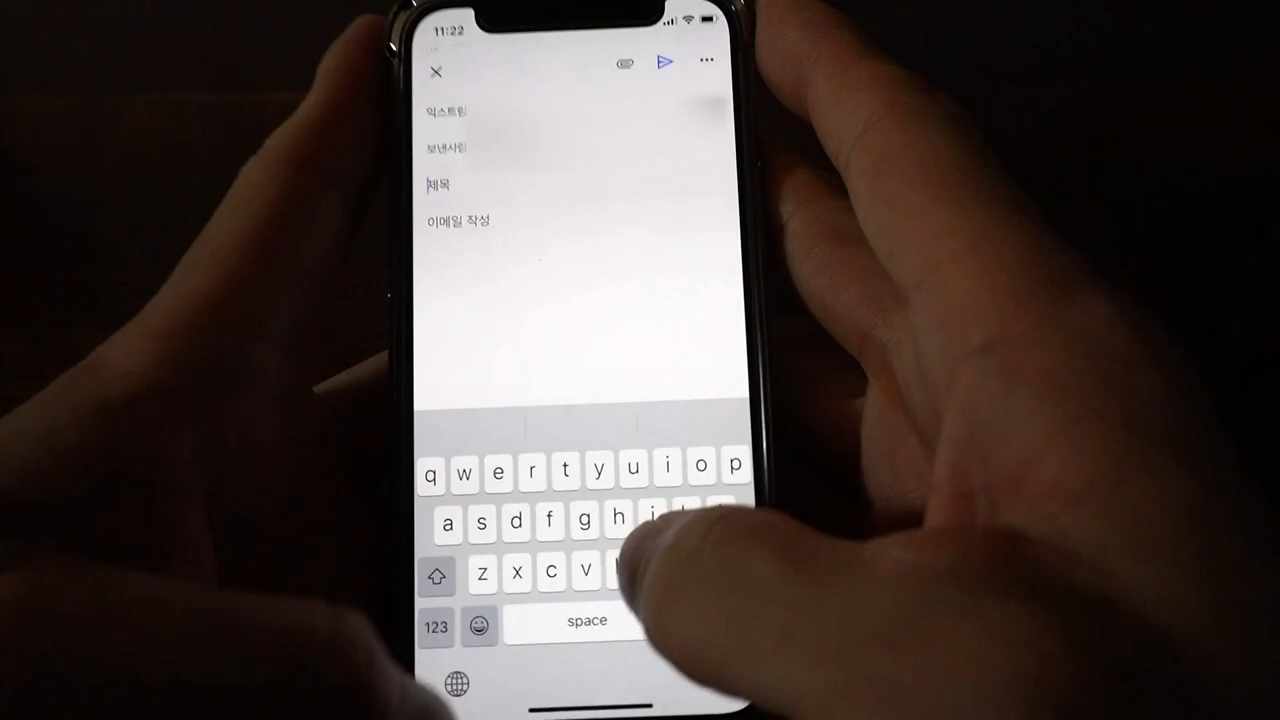 11:22
익스트림
보낸사람
제목
이메일 작성
q w e r t y u i o p
a s d f g h j
z x c v
123 space